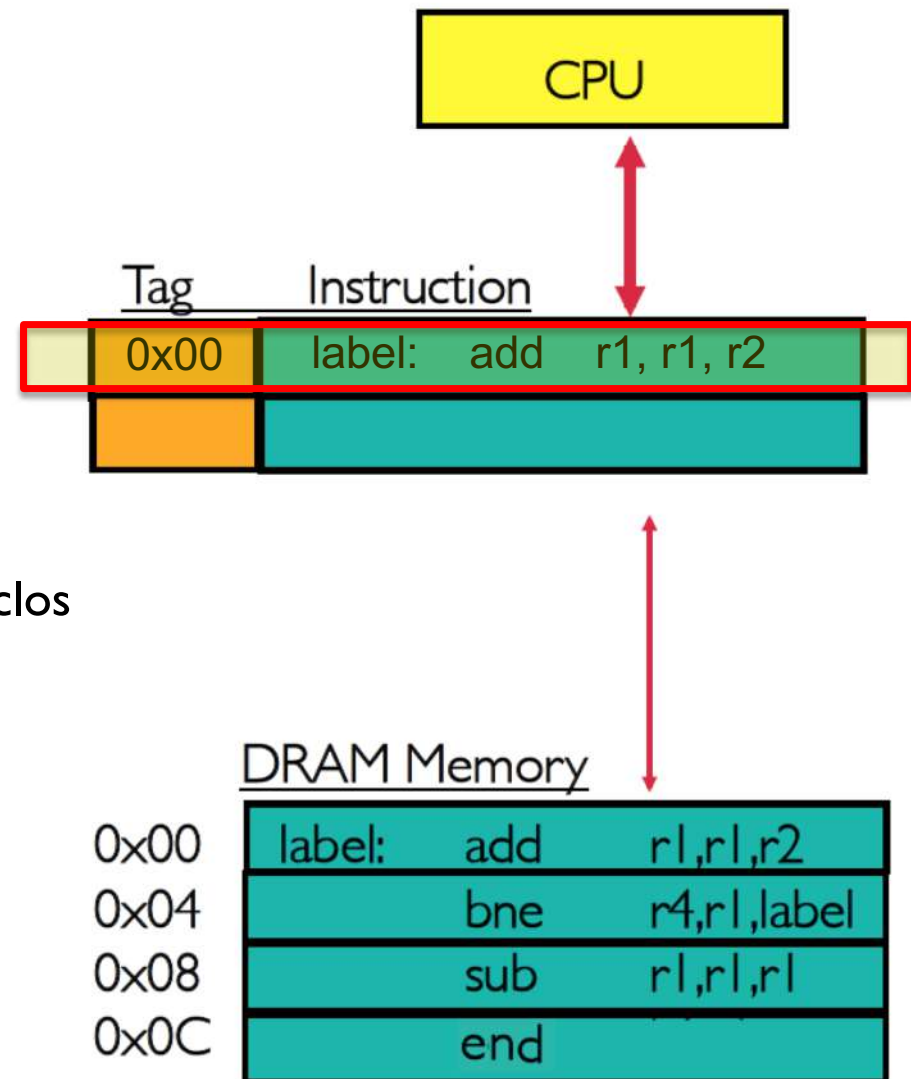 CPU
Tag Instruction
0x00 label: add r1, r1, r2
clos
DRAM Memory
0x00 label: add r1,r1,r2
0x04 bne r4,r1,label
0x08 sub r1,r1,r1
0x0C end